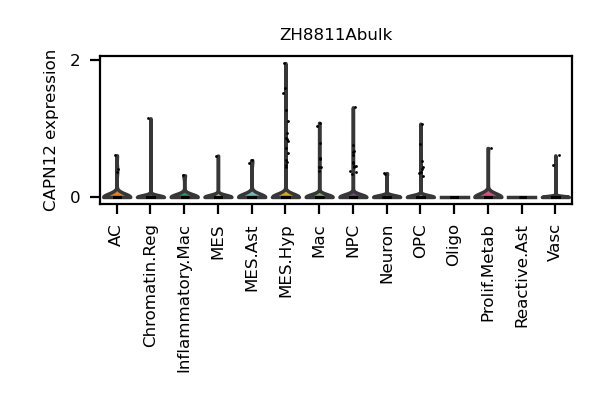 ZH8811Abulk
CAPN12 expression
2
0
AC
Chromatin.Reg
Inflammatory.Mac
MES
MES.Ast
MES.Hyp
Mac
NPC
Neuron
OPC
Oligo
Prolif.Metab
Reactive.Ast
Vasc